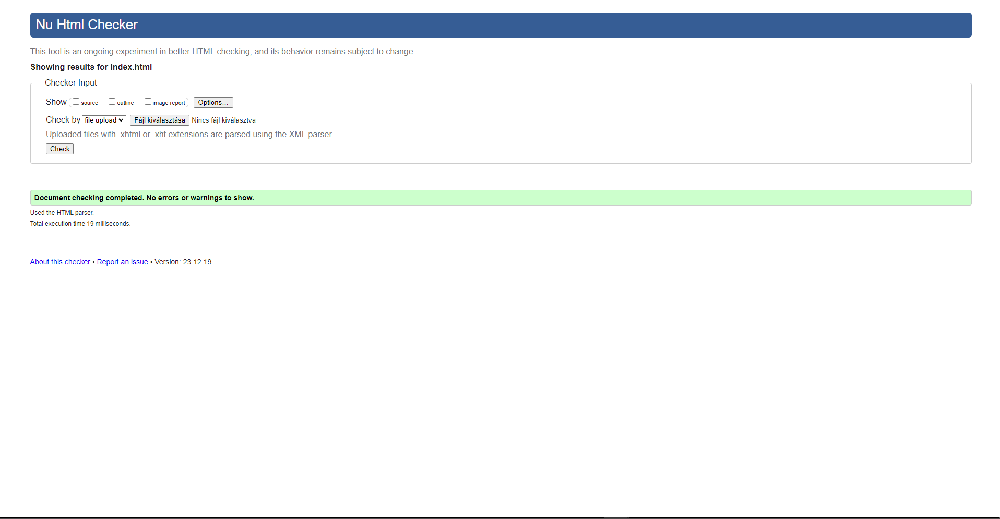 Nu Html Checker
This tool is an ongoing experiment in better HTML checking, and its behavior remains subject to change
Showing results for index.html
Checker Input
Show source outline image report Options...
Check by file upload Fájl kiválasztása Nincs fájl kiválasztva
Uploaded files with .xhtml or .xht extensions are parsed using the XML parser.
Check
Document checking completed. No errors or warnings to show.
Used the HTML parser.
Total execution time 19 milliseconds.
About this checker • Report an issue • Version: 23.12.19